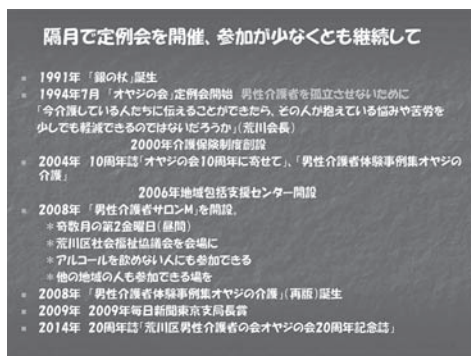 隔月で定例会を開催、参加が少なくとも継続して
1991年「銀の杖」誕生
1994年7月 「オヤジの会」定例会開始 男性介護者を孤立させないために
「今介護している人たちに伝えることができたら、その人が抱えている悩みや苦労を
少しでも軽減できるのではないだろうか」(荒川会長)
2000年介護保険制度創設
2004年 10周年誌「オヤジの会10周年に寄せて」、「男性介護者体験事例集オヤジの
介護」
2006年地域包括支援センター開設
2008年「男性介護者サロンM」を開設。
＊奇数月の第2金曜日(昼間)
＊荒川区社会福祉協議会を会場に
＊アルコールを飲めない人にも参加できる
＊他の地域の人も参加できる場を
2008年 「男性介護者体験事例集オヤジの介護」(再版)誕生
2009年 2009年毎日新聞東京支局長賞
2014年 20周年誌「荒川区男性介護者の会オヤジの会20周年記念誌」